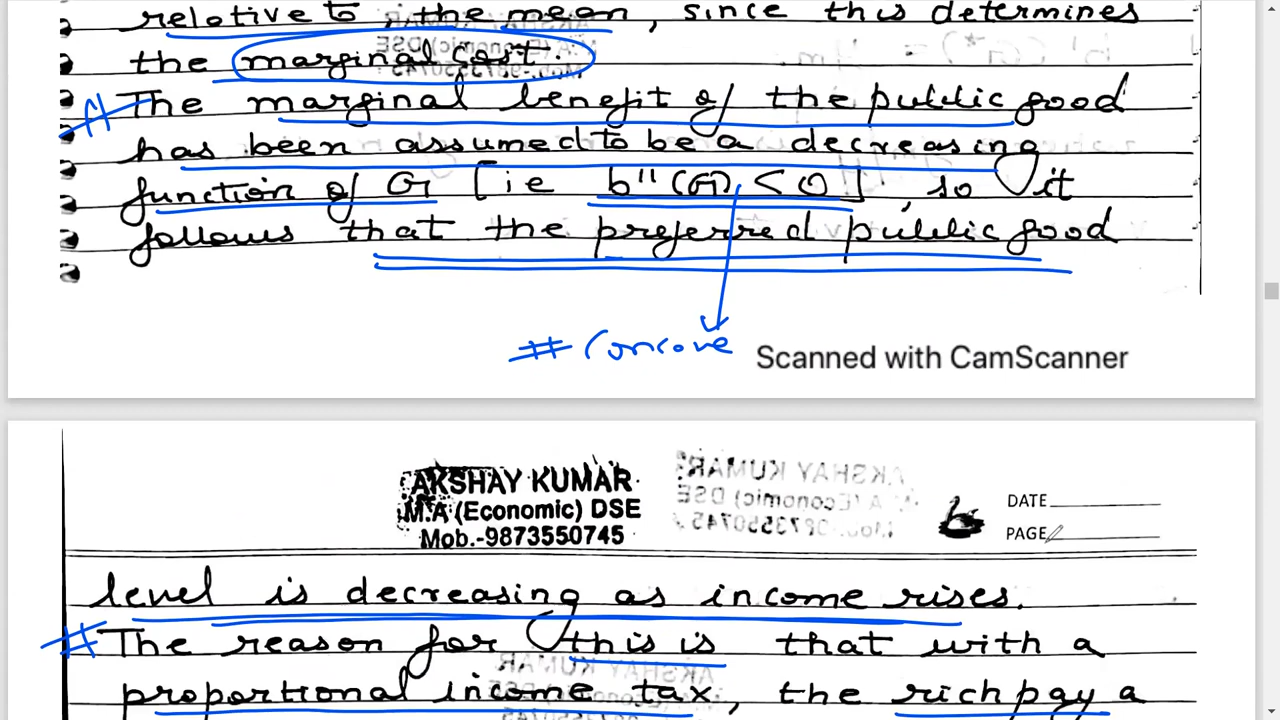 relative to the mean, since this determines
the marginal cost.
# The marginal benefit of the public good
has been assumed to be a decreasing
function of G [ie b"(G) < 0], so it
follows that the preferred public good
# Concave
Scanned with CamScanner
AKSHAY KUMAR
M.A (Economic) DSE
Mob.-9873550745
6
DATE
PAGE
level is decreasing as income rises.
# The reason for this is that with a
proportional income tax, the rich pay a